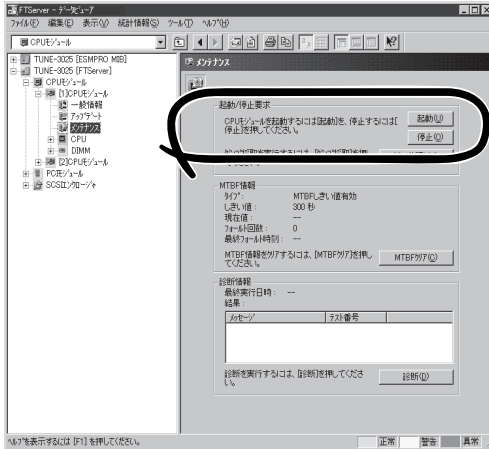 FTServer - ﾃﾞｰﾀﾋﾞｭｰｱ
ファイル(F) 編集(E) 表示(V) 統計情報(S) ﾂｰﾙ(T) ﾍﾙﾌﾟ(H)
CPUﾓｼﾞｭｰﾙ
TUNE-3025 [ESMPRO MIB]
TUNE-3025 [FTServer]
CPUﾓｼﾞｭｰﾙ
[1]CPUﾓｼﾞｭｰﾙ
一般情報
ｱｯﾌﾟﾃﾞｰﾄ
ﾒﾝﾃﾅﾝｽ
CPU
DIMM
[2]CPUﾓｼﾞｭｰﾙ
PCIﾓｼﾞｭｰﾙ
SCSIｴﾝｸﾛｰｼﾞｬ
ﾒﾝﾃﾅﾝｽ
起動/停止要求
CPUﾓｼﾞｭｰﾙを起動するには[起動]を、停止するには[
停止]を押してください。
起動(U)
停止(O)
MTBF情報
ﾀｲﾌﾟ: MTBFしきい値有効
しきい値: 300 秒
現在値: --
ﾌｫｰﾙﾄ回数: 0
最終ﾌｫｰﾙﾄ時刻: --
MTBF情報をｸﾘｱするには、[MTBFｸﾘｱ]を押し
てください。
MTBFｸﾘｱ(C)
診断情報
最終実行日時: --
結果:
ﾒｯｾｰｼﾞ ﾃｽﾄ番号
診断を実行するには、[診断]を押してくださ
い。
診断(D)
ﾍﾙﾌﾟを表示するには [F1] を押してください。
正常 警告 異常